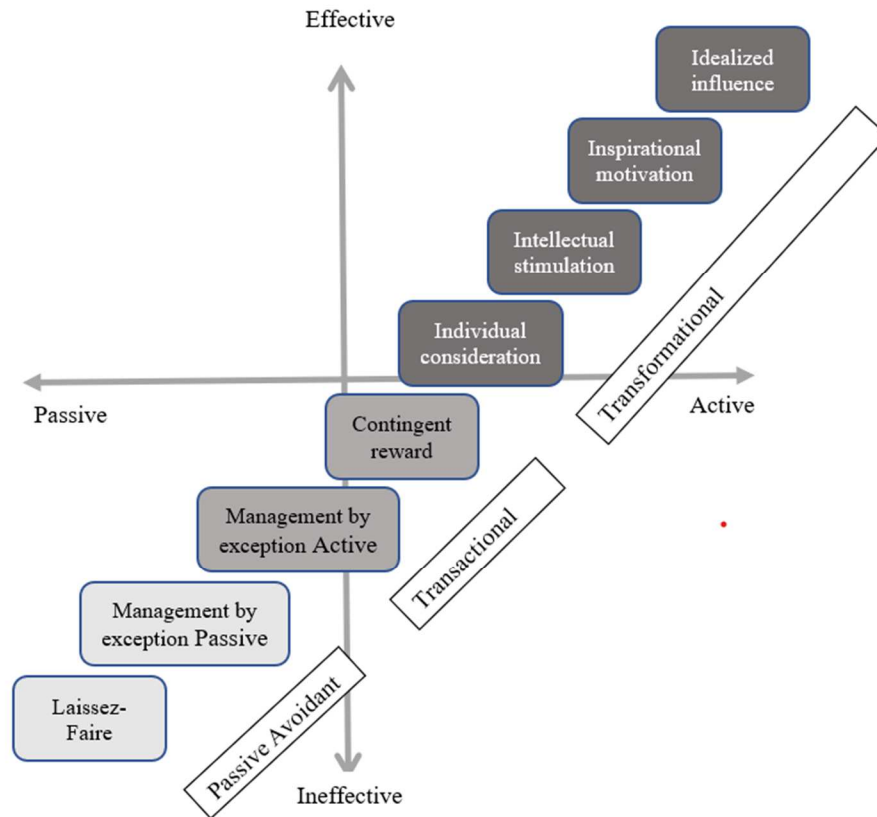 Effective
Idealized
influence
Inspirational
motivation
Intellectual
stimulation
Individual
consideration
Transformational
Passive
Active
Contingent
reward
Management by
exception Active
Transactional
Management by
exception Passive
Laissez-
Faire
Passive Avoidant
Ineffective